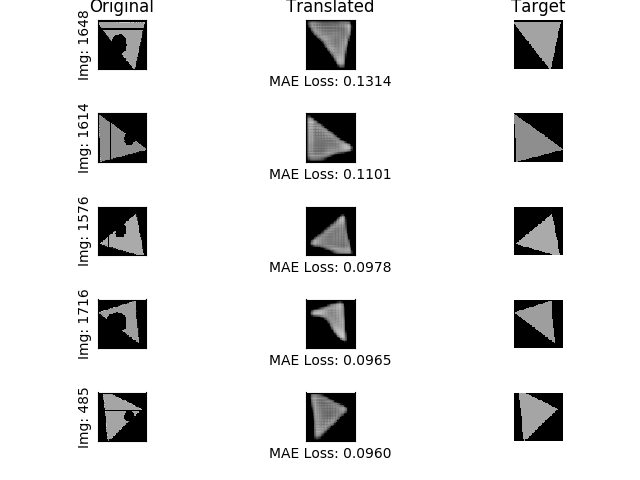 Original Translated Target
Img: 1648
MAE Loss: 0.1314
Img: 1614
MAE Loss: 0.1101
Img: 1576
MAE Loss: 0.0978
Img: 1716
MAE Loss: 0.0965
Img: 485
MAE Loss: 0.0960